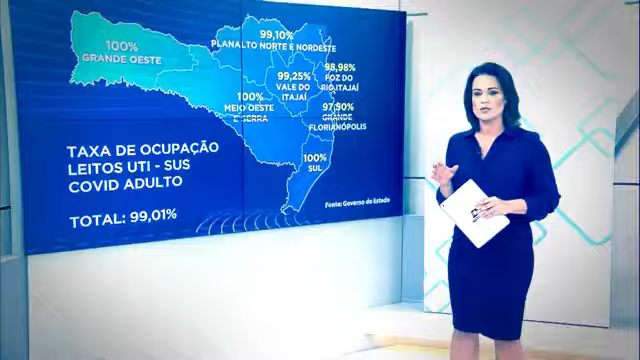 100%
GRANDE OESTE
99,10%
PLANALTO NORTE E NORDESTE
99,25%
VALE DO
ITAJAÍ
98,98%
FOZ DO
RIO ITAJAÍ
100%
MEIO OESTE
E SERRA
97,90%
GRANDE
FLORIANÓPOLIS
100%
SUL
TAXA DE OCUPAÇÃO
LEITOS UTI - SUS
COVID ADULTO
TOTAL: 99,01%
Fonte: Governo do Estado